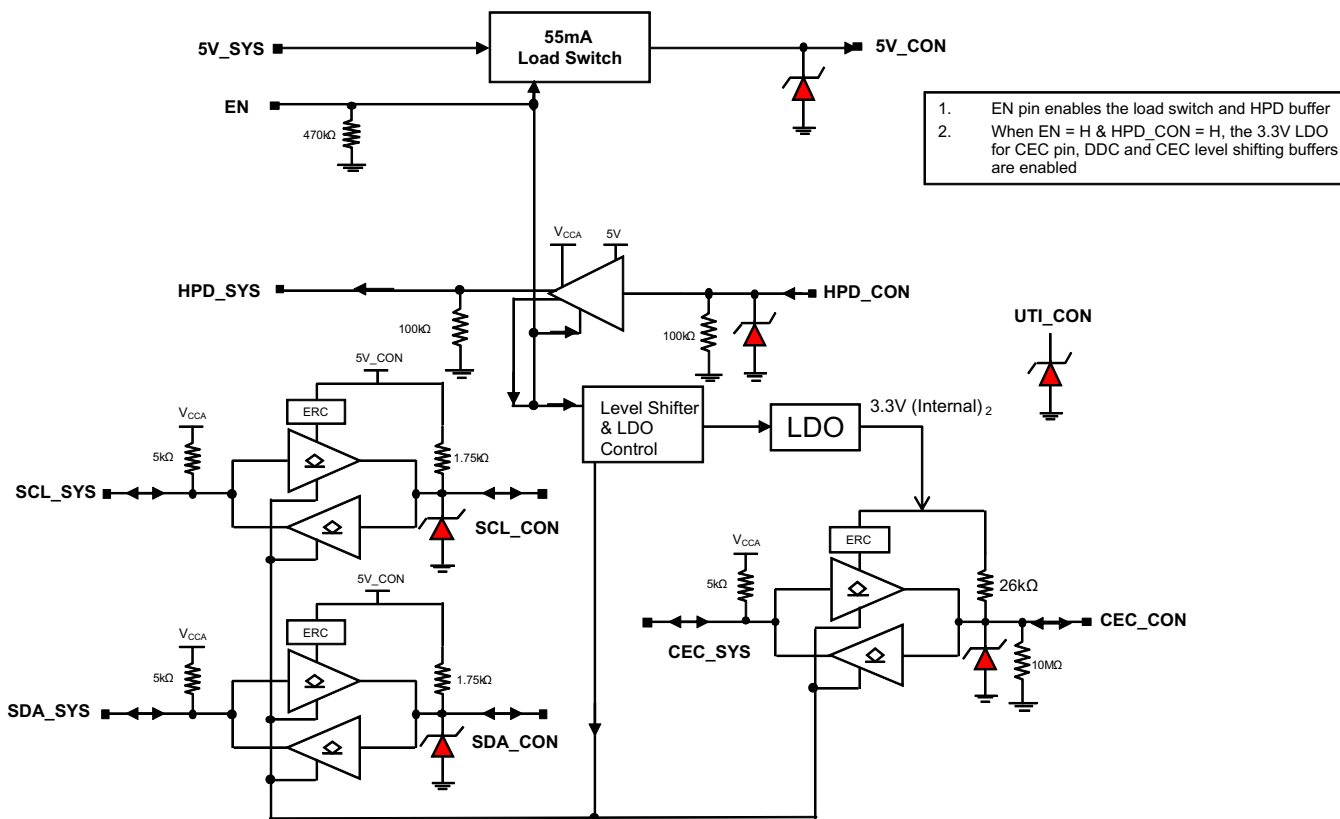 55mA
Load Switch
5V_SYS
5V_CON
EN
470kΩ
1. EN pin enables the load switch and HPD buffer
2. When EN = H & HPD_CON = H, the 3.3V LDO
for CEC pin, DDC and CEC level shifting buffers
are enabled
VCCA
5V
HPD_SYS
HPD_CON
100kΩ
100kΩ
UTI_CON
5V_CON
ERC
VCCA
5kΩ
1.75kΩ
SCL_SYS
SCL_CON
Level Shifter
& LDO
Control
LDO
3.3V (Internal) 2
5V_CON
ERC
VCCA
5kΩ
1.75kΩ
SDA_SYS
SDA_CON
VCCA
ERC
5kΩ
26kΩ
CEC_SYS
CEC_CON
10MΩ